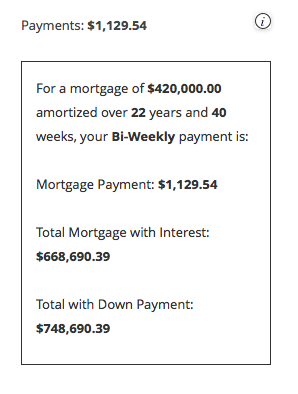 Payments: $1,129.54
i
For a mortgage of $420,000.00
amortized over 22 years and 40
weeks, your Bi-Weekly payment is:
Mortgage Payment: $1,129.54
Total Mortgage with Interest:
$668,690.39
Total with Down Payment:
$748,690.39